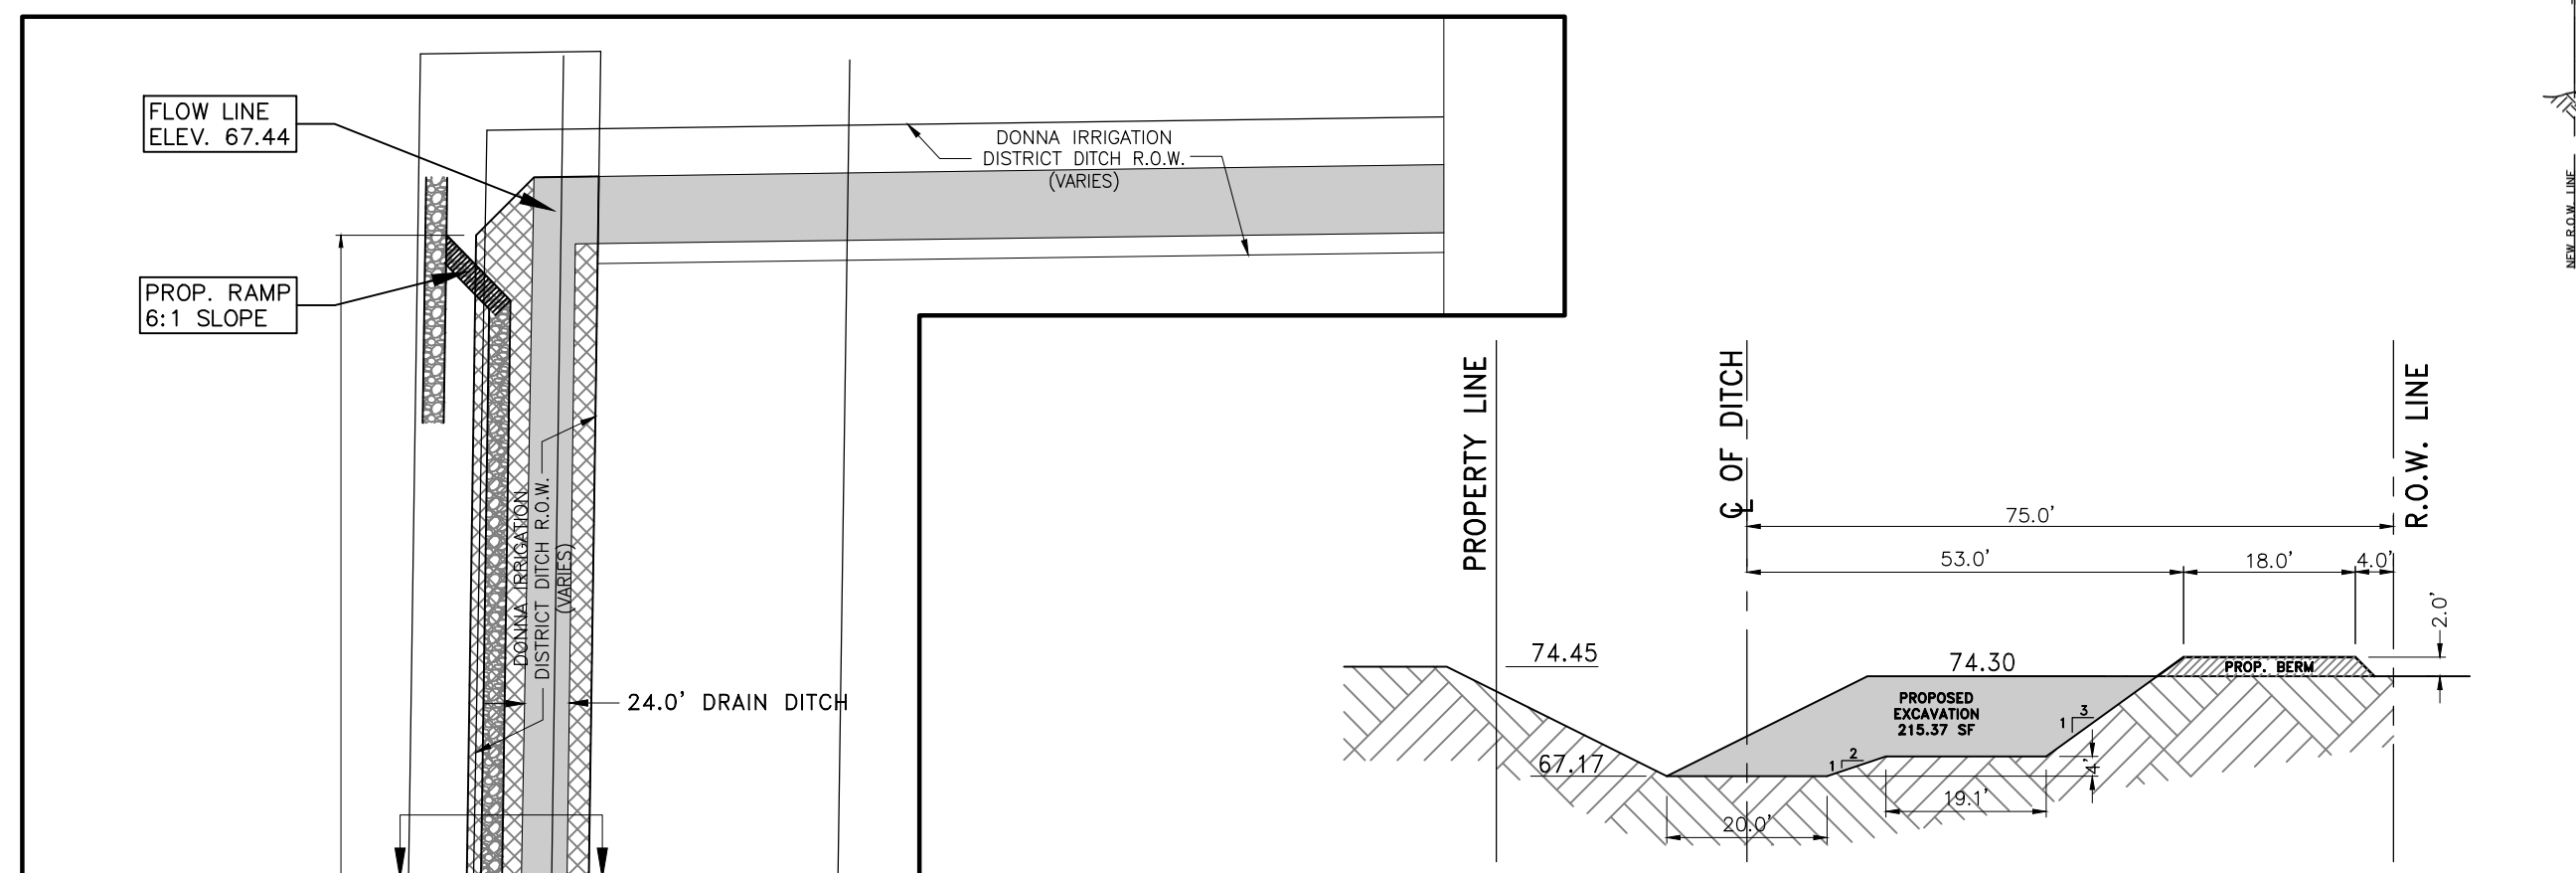 FLOW LINE
ELEV. 67.44
PROP. RAMP
6:1 SLOPE
DONNA IRRIGATION
DISTRICT DITCH R.O.W.
(VARIES)
DONNA IRRIGATION
DISTRICT DITCH R.O.W.
(VARIES)
24.0' DRAIN DITCH
PROPERTY LINE
℄ OF DITCH
R.O.W. LINE
75.0'
53.0'
18.0'
4.0'
2.0'
74.45
74.30
PROP. BERM
PROPOSED
EXCAVATION
215.37 SF
67.17
1
2
1
3
4'
19.1'
20.0'
NEW R.O.W. LINE